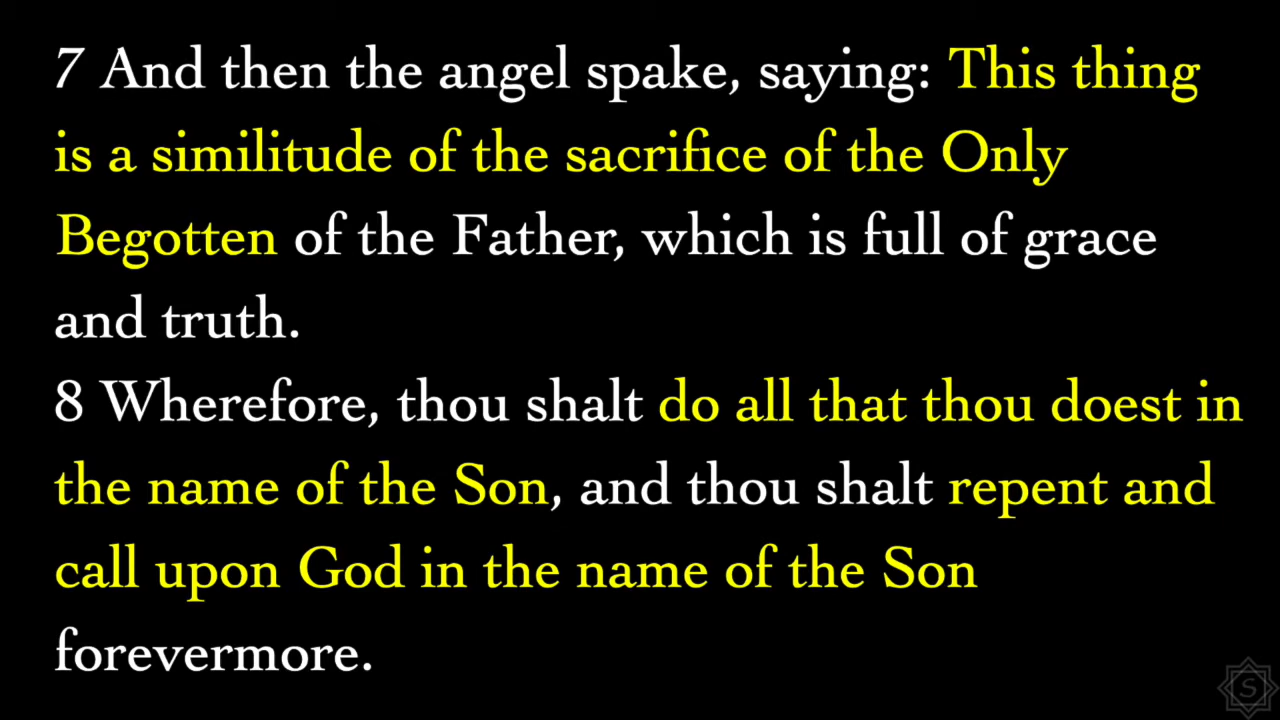 7 And then the angel spake, saying: This thing
is a similitude of the sacrifice of the Only
Begotten of the Father, which is full of grace
and truth.
8 Wherefore, thou shalt do all that thou doest in
the name of the Son, and thou shalt repent and
call upon God in the name of the Son
forevermore.
S